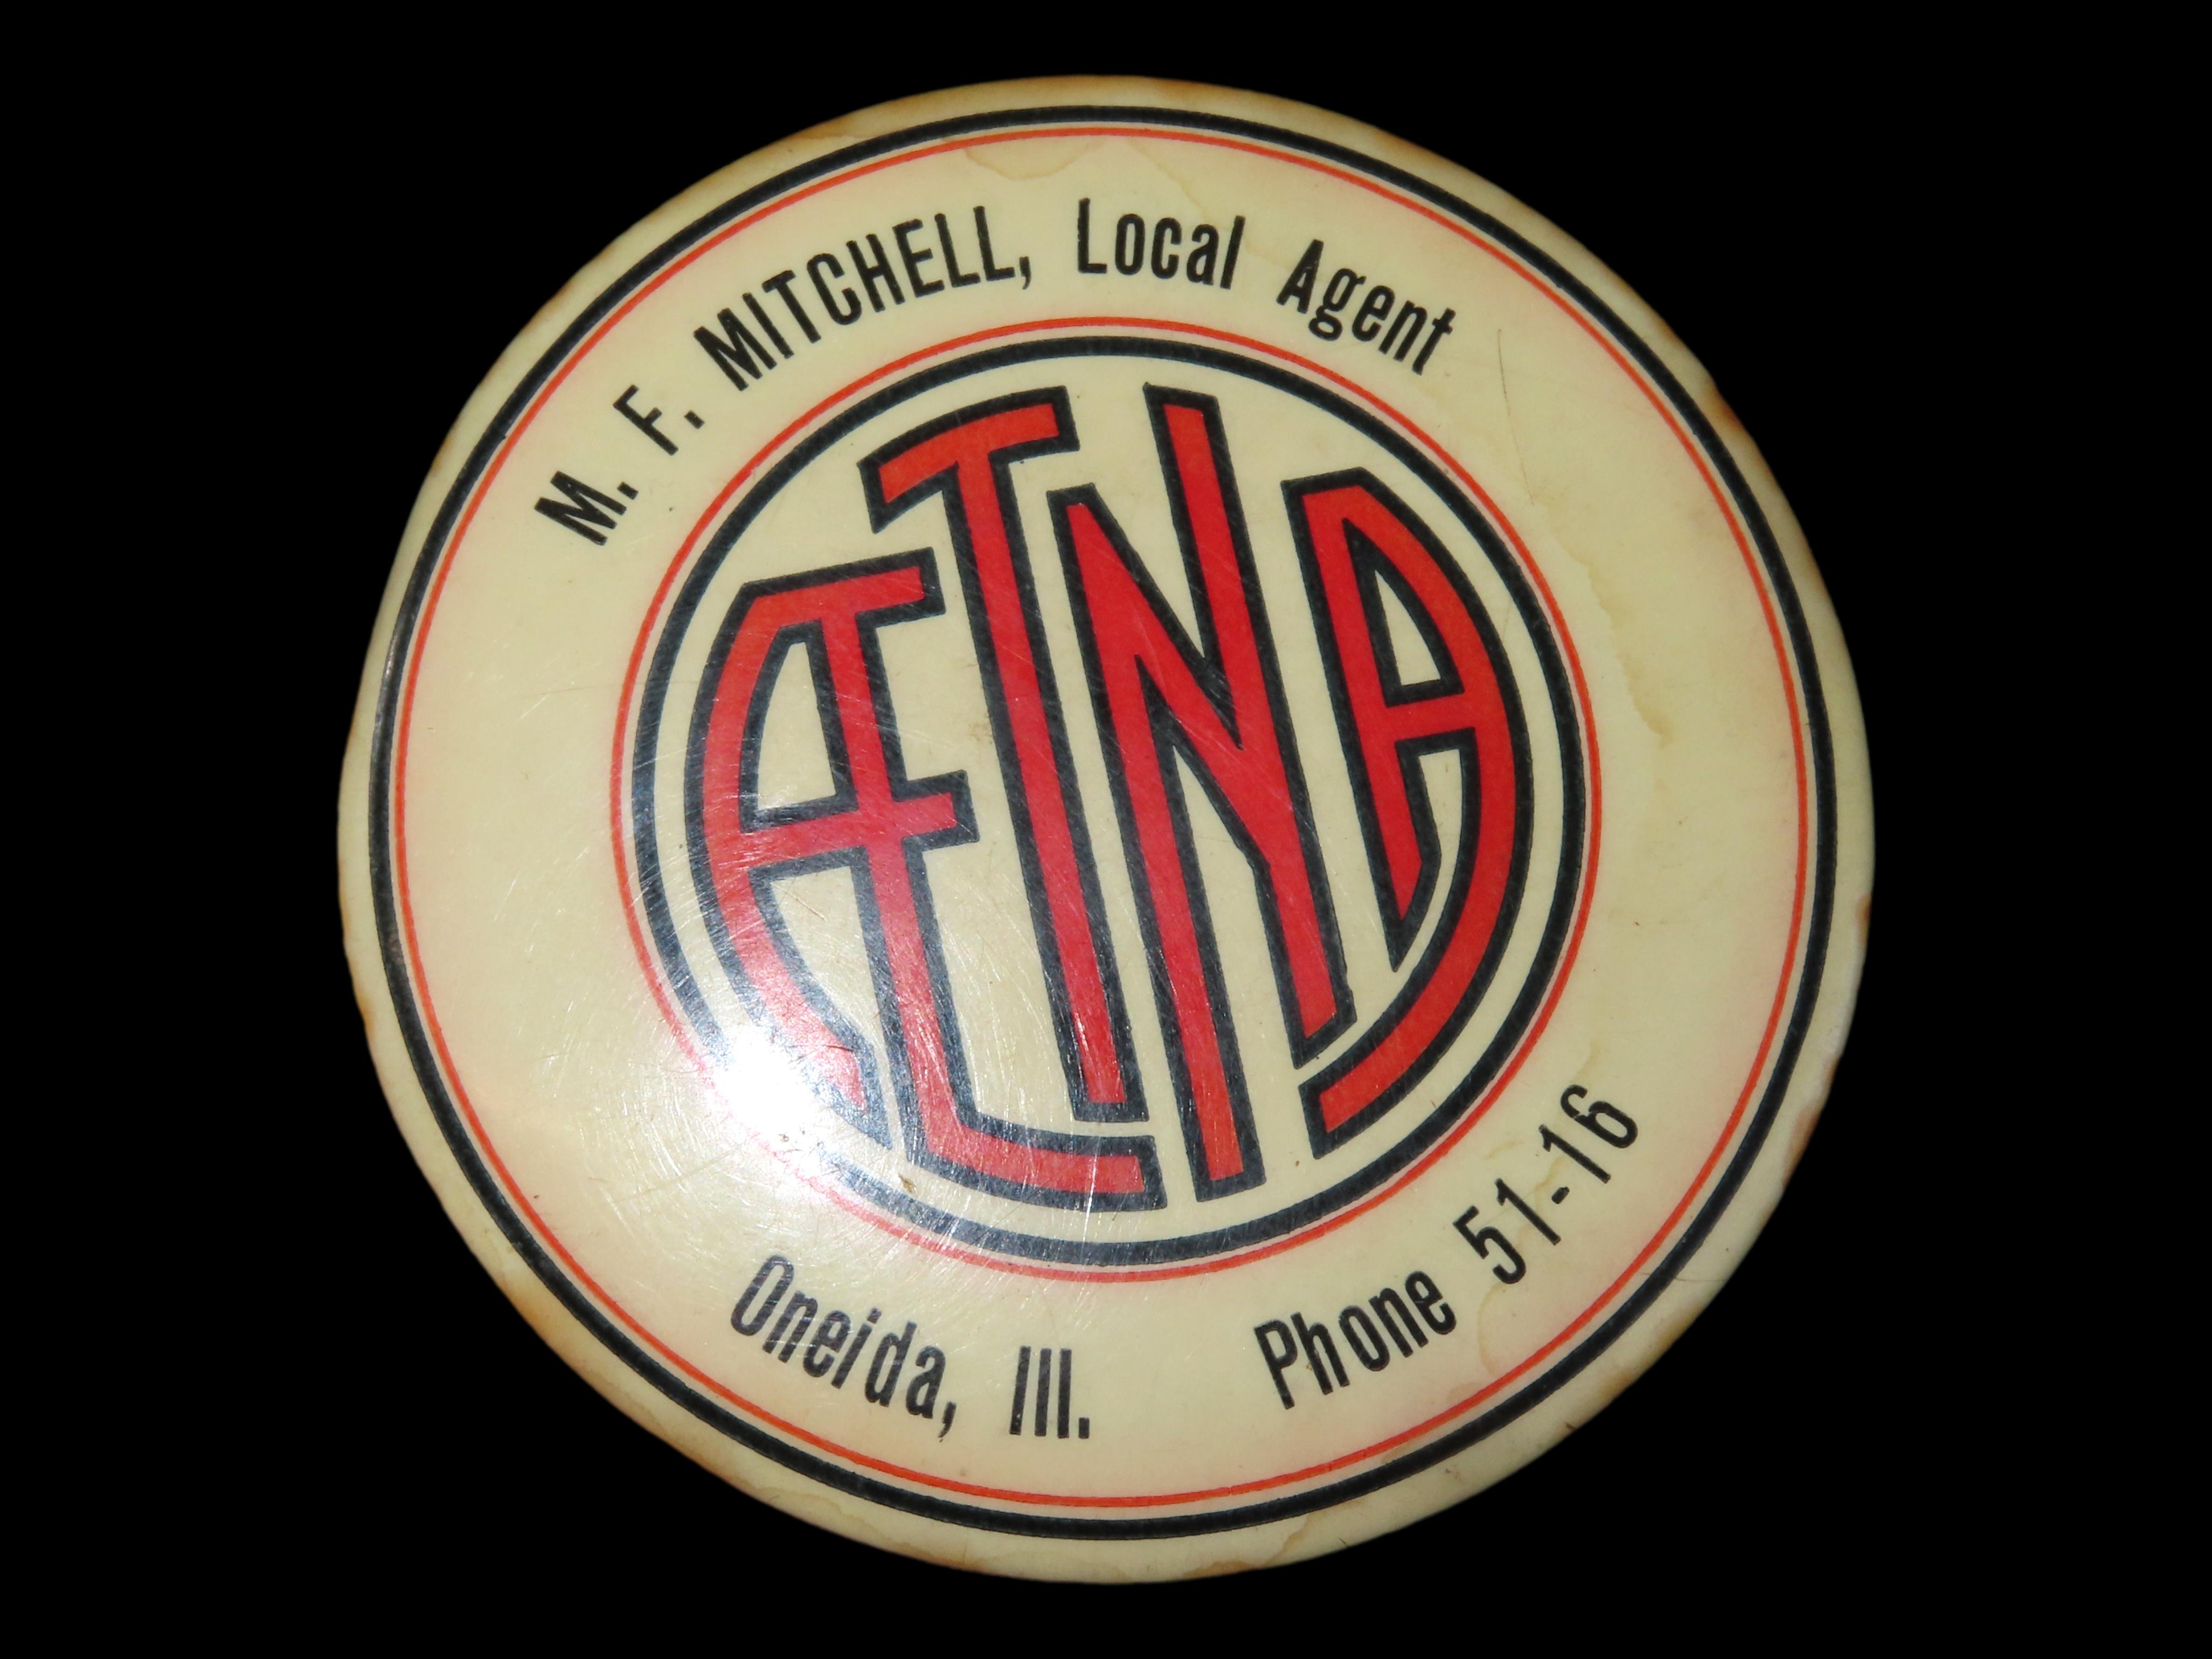 M. F. MITCHELL, Local Agent
ÆTNA
Oneida, Ill. Phone 51-16